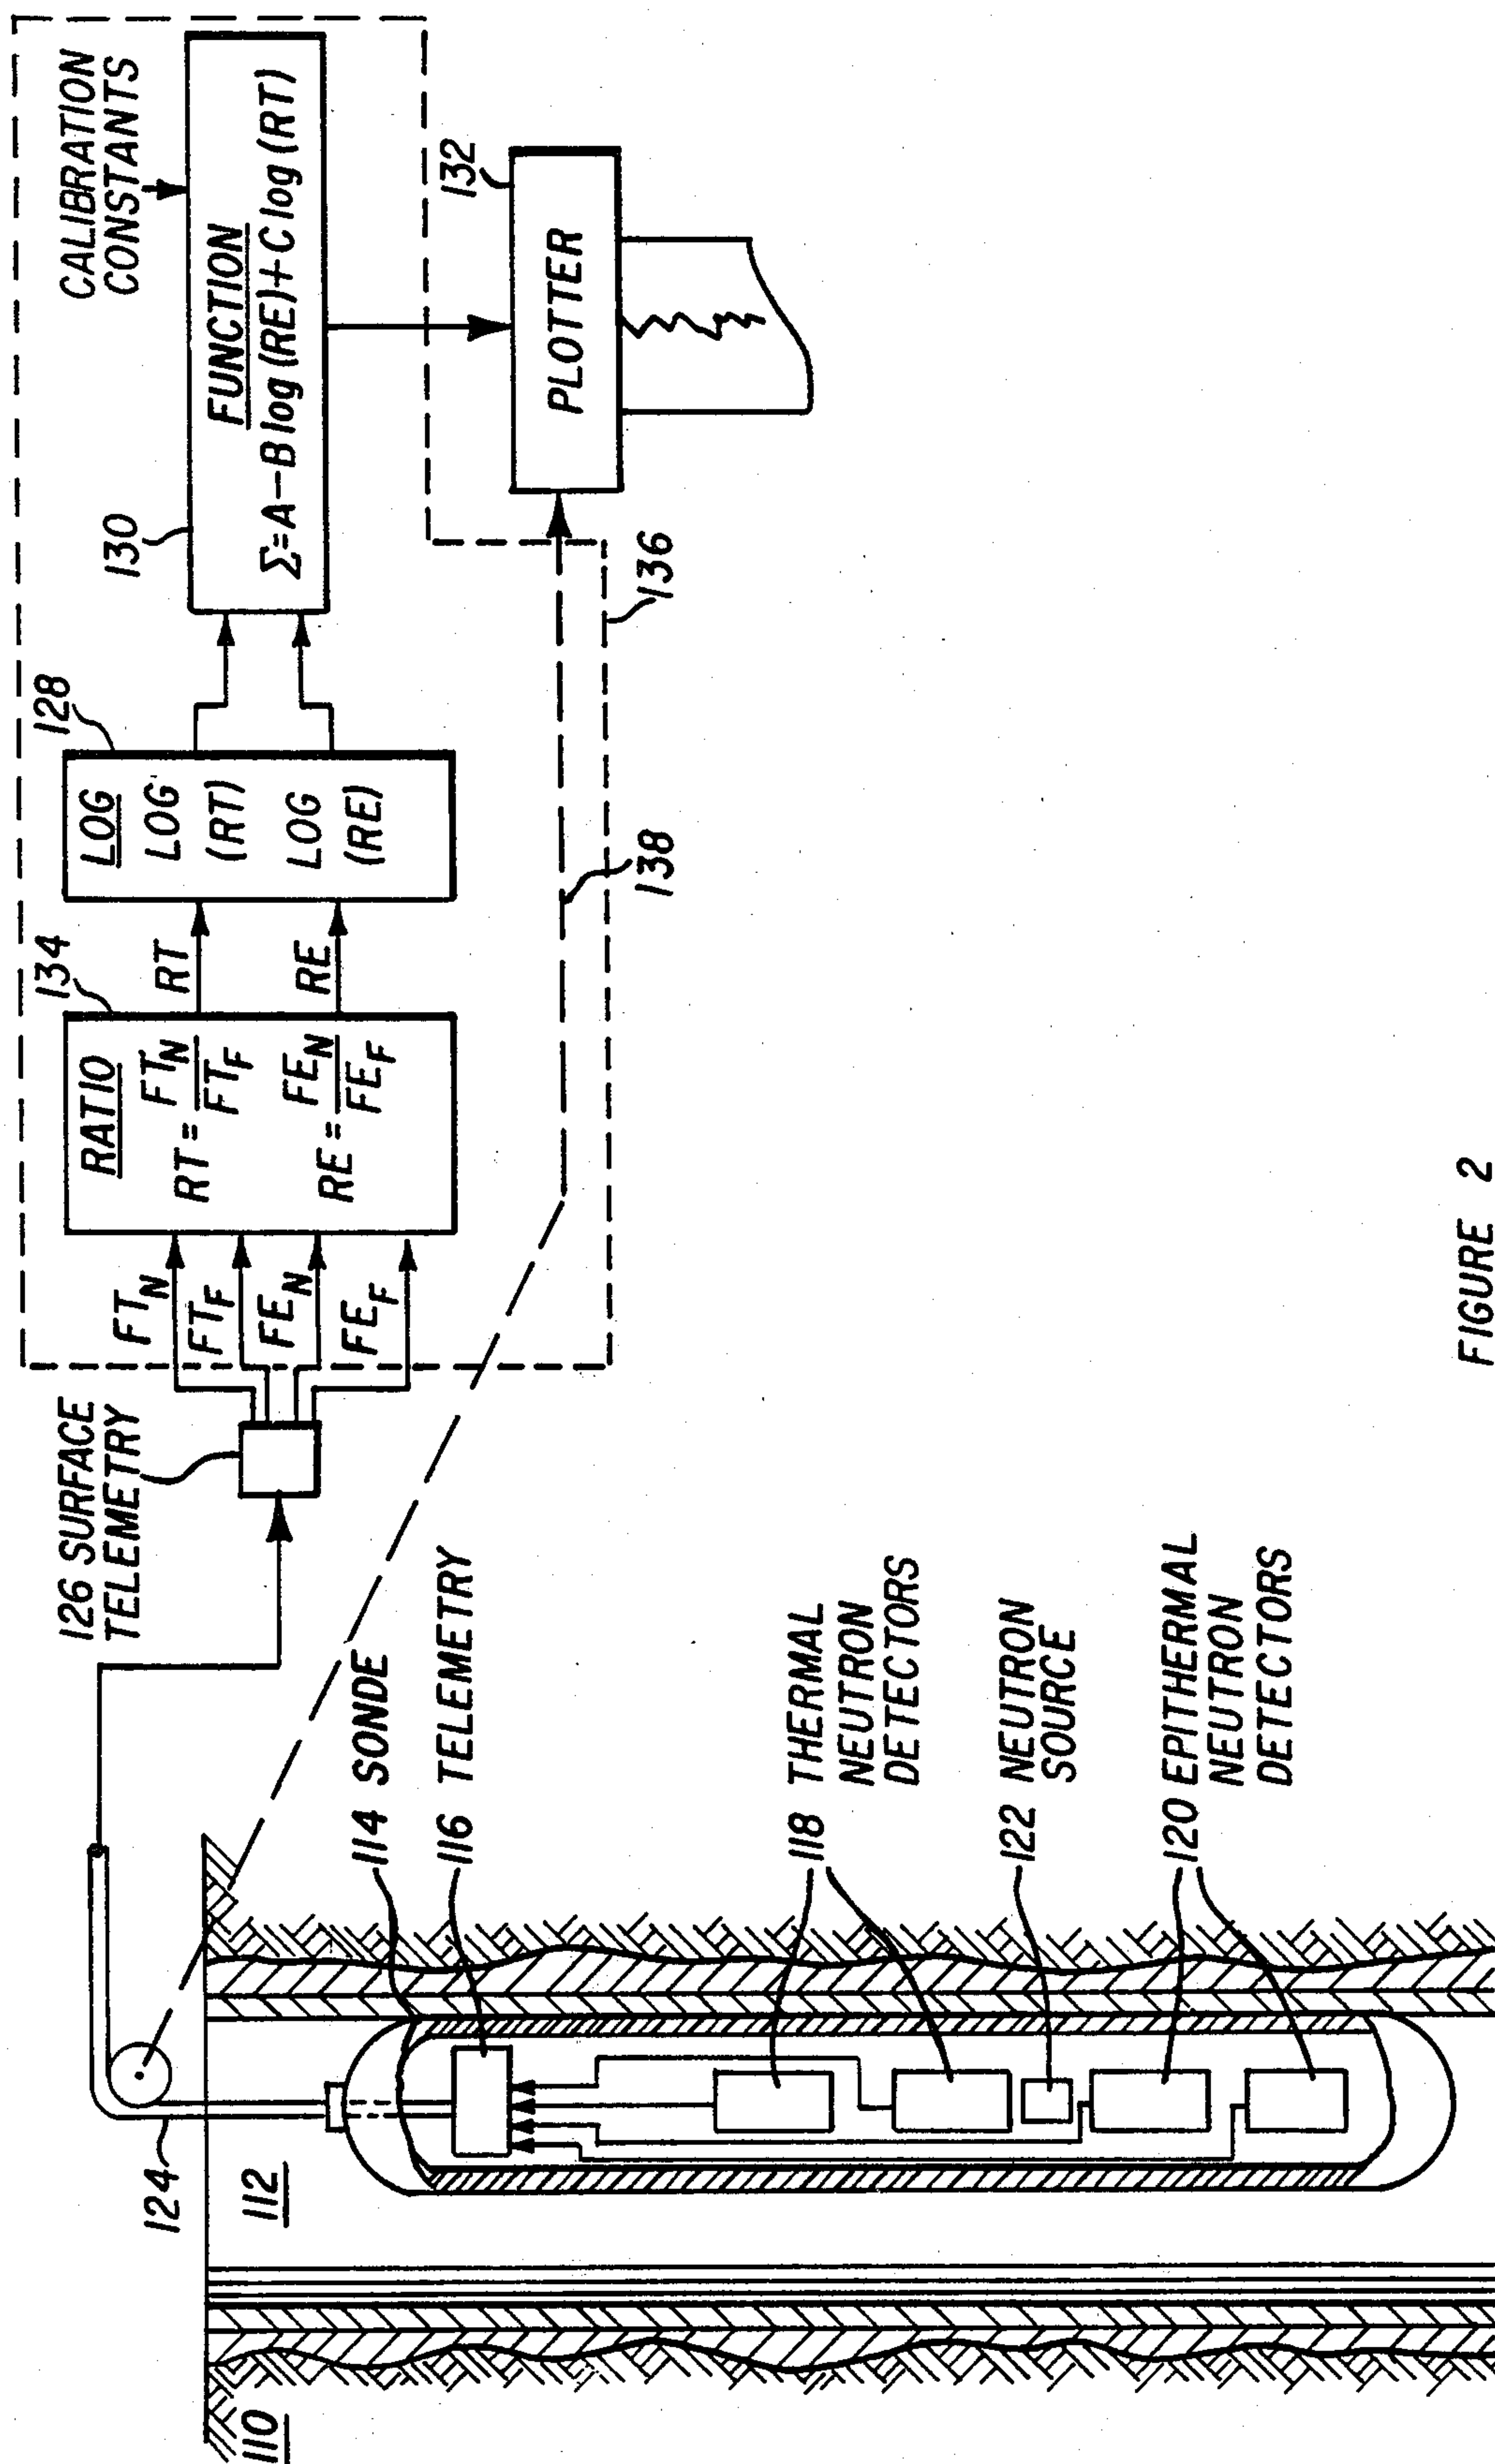 110
112
124
114 SONDE
116 TELEMETRY
118 THERMAL
NEUTRON
DETECTORS
122 NEUTRON
SOURCE
120 EPITHERMAL
NEUTRON
DETECTORS
126 SURFACE
TELEMETRY
FT_N
FT_F
FE_N
FE_F
134
RATIO
RT = FT_N / FT_F
RE = FE_N / FE_F
RT
RE
128
LOG
LOG
(RT)
LOG
(RE)
130
CALIBRATION
CONSTANTS
FUNCTION
Σ=A-B log (RE)+C log (RT)
132
PLOTTER
136
138
FIGURE 2